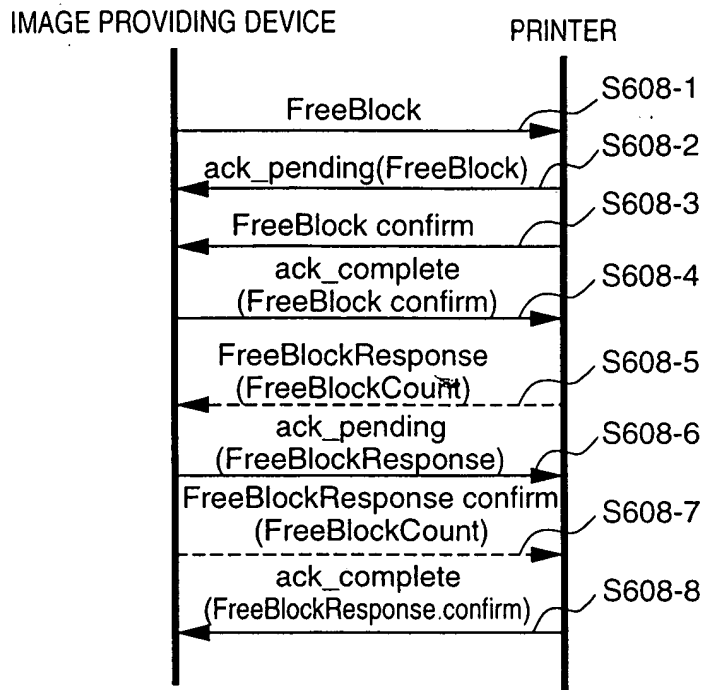 IMAGE PROVIDING DEVICE
PRINTER
S608-1
FreeBlock
S608-2
ack_pending(FreeBlock)
S608-3
FreeBlock confirm
ack_complete
S608-4
(FreeBlock confirm)
FreeBlockResponse
S608-5
(FreeBlockCount)
ack_pending
S608-6
(FreeBlockResponse)
FreeBlockResponse confirm
S608-7
(FreeBlockCount)
ack_complete
S608-8
(FreeBlockResponse.confirm)